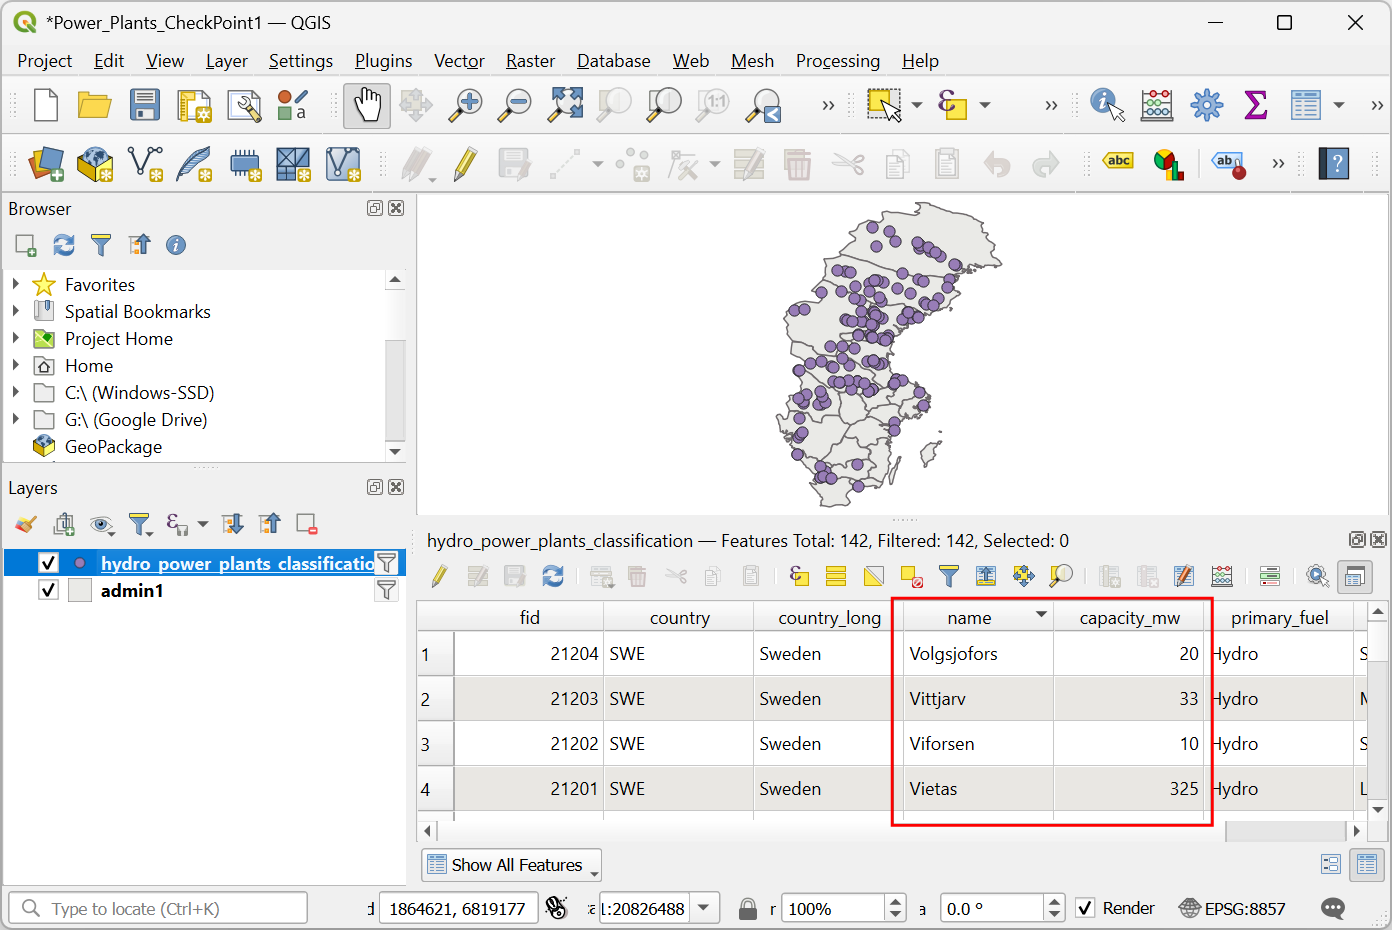 *Power_Plants_CheckPoint1 — QGIS
Project Edit View Layer Settings Plugins Vector Raster Database Web Mesh Processing Help
1:1
a
abc
ab
?
Browser
Favorites
Spatial Bookmarks
Project Home
Home
C:\ (Windows-SSD)
G:\ (Google Drive)
GeoPackage
Layers
hydro_power_plants_classificatio
admin1
hydro_power_plants_classification — Features Total: 142, Filtered: 142, Selected: 0
fid country country_long name capacity_mw primary_fuel
1 21204 SWE Sweden Volgsjofors 20 Hydro S
2 21203 SWE Sweden Vittjarv 33 Hydro
3 21202 SWE Sweden Viforsen 10 Hydro S
4 21201 SWE Sweden Vietas 325 Hydro L
Show All Features
Type to locate (Ctrl+K) d 1864621, 6819177 1:20826488 r 100% a 0.0 ° Render EPSG:8857